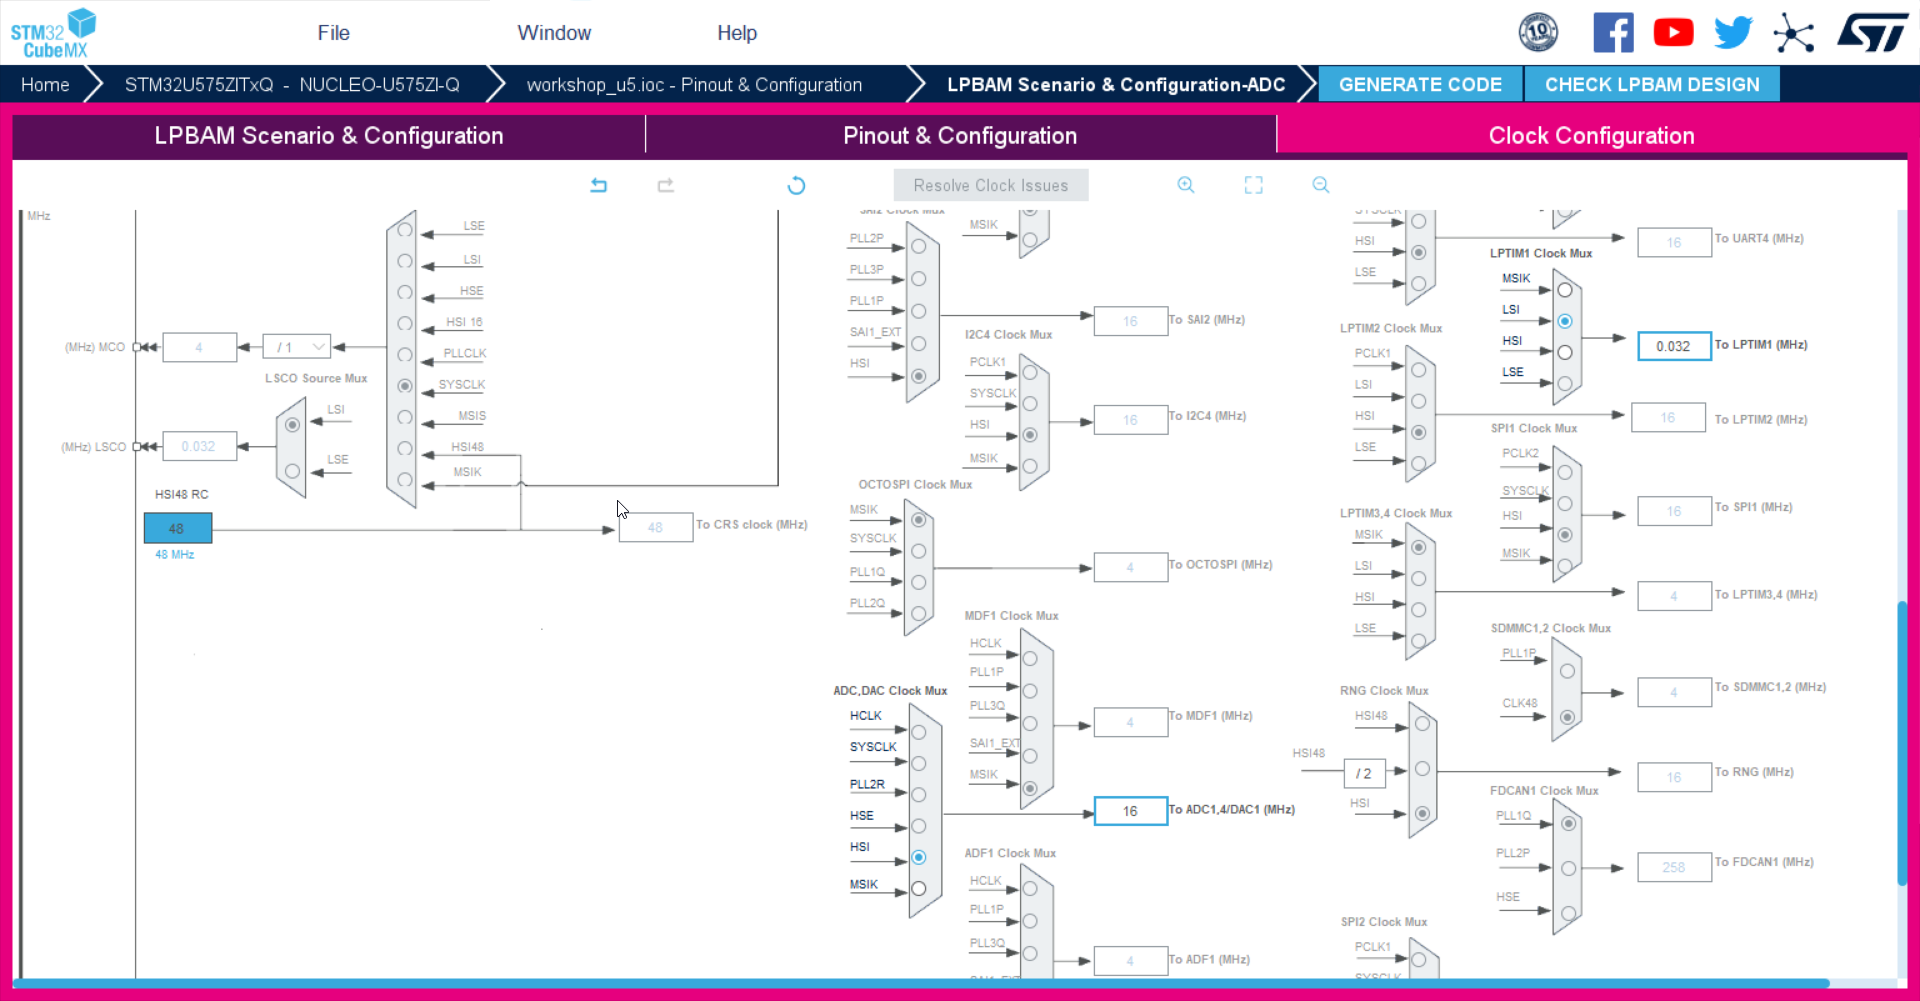 STM32
CubeMX
File
Window
Help
10
Home
STM32U575ZITxQ - NUCLEO-U575ZI-Q
workshop_u5.ioc - Pinout & Configuration
LPBAM Scenario & Configuration-ADC
GENERATE CODE
CHECK LPBAM DESIGN
LPBAM Scenario & Configuration
Pinout & Configuration
Clock Configuration
Resolve Clock Issues
MHz
LSE
LSI
HSE
HSI 16
PLLCLK
SYSCLK
MSIS
HSI48
MSIK
(MHz) MCO
4
/ 1
LSCO Source Mux
LSI
LSE
(MHz) LSCO
0.032
HSI48 RC
48
48 MHz
48
To CRS clock (MHz)
SAI2 Clock Mux
PLL2P
PLL3P
PLL1P
SAI1_EXT
HSI
16
To SAI2 (MHz)
MSIK
I2C4 Clock Mux
PCLK1
SYSCLK
HSI
MSIK
16
To I2C4 (MHz)
OCTOSPI Clock Mux
MSIK
SYSCLK
PLL1Q
PLL2Q
4
To OCTOSPI (MHz)
MDF1 Clock Mux
HCLK
PLL1P
PLL3Q
SAI1_EXT
MSIK
4
To MDF1 (MHz)
ADC,DAC Clock Mux
HCLK
SYSCLK
PLL2R
HSE
HSI
MSIK
16
To ADC1,4/DAC1 (MHz)
ADF1 Clock Mux
HCLK
PLL1P
PLL3Q
SAI1_EXT
4
To ADF1 (MHz)
SYSCLK
HSI
LSE
16
To UART4 (MHz)
LPTIM1 Clock Mux
MSIK
LSI
HSI
LSE
0.032
To LPTIM1 (MHz)
LPTIM2 Clock Mux
PCLK1
LSI
HSI
LSE
16
To LPTIM2 (MHz)
SPI1 Clock Mux
PCLK2
SYSCLK
HSI
MSIK
16
To SPI1 (MHz)
LPTIM3,4 Clock Mux
MSIK
LSI
HSI
LSE
4
To LPTIM3,4 (MHz)
SDMMC1,2 Clock Mux
PLL1P
CLK48
4
To SDMMC1,2 (MHz)
RNG Clock Mux
HSI48
HSI48
/ 2
HSI
16
To RNG (MHz)
FDCAN1 Clock Mux
PLL1Q
PLL2P
HSE
258
To FDCAN1 (MHz)
SPI2 Clock Mux
PCLK1
SYSCLK